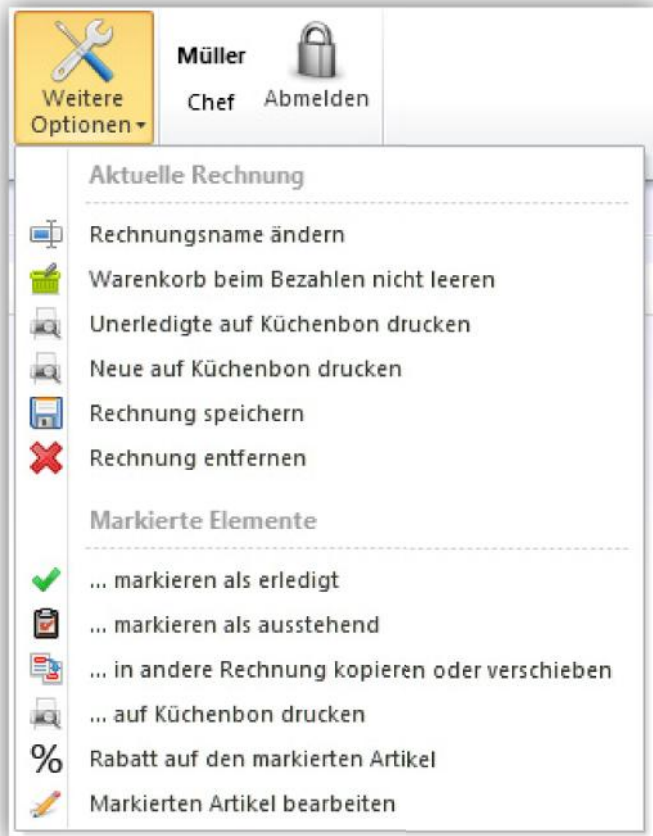 Weitere
Optionen
Müller
Chef
Abmelden
Aktuelle Rechnung
Rechnungsname ändern
Warenkorb beim Bezahlen nicht leeren
Unerledigte auf Küchenbon drucken
Neue auf Küchenbon drucken
Rechnung speichern
Rechnung entfernen
Markierte Elemente
... markieren als erledigt
... markieren als ausstehend
... in andere Rechnung kopieren oder verschieben
... auf Küchenbon drucken
% Rabatt auf den markierten Artikel
Markierten Artikel bearbeiten